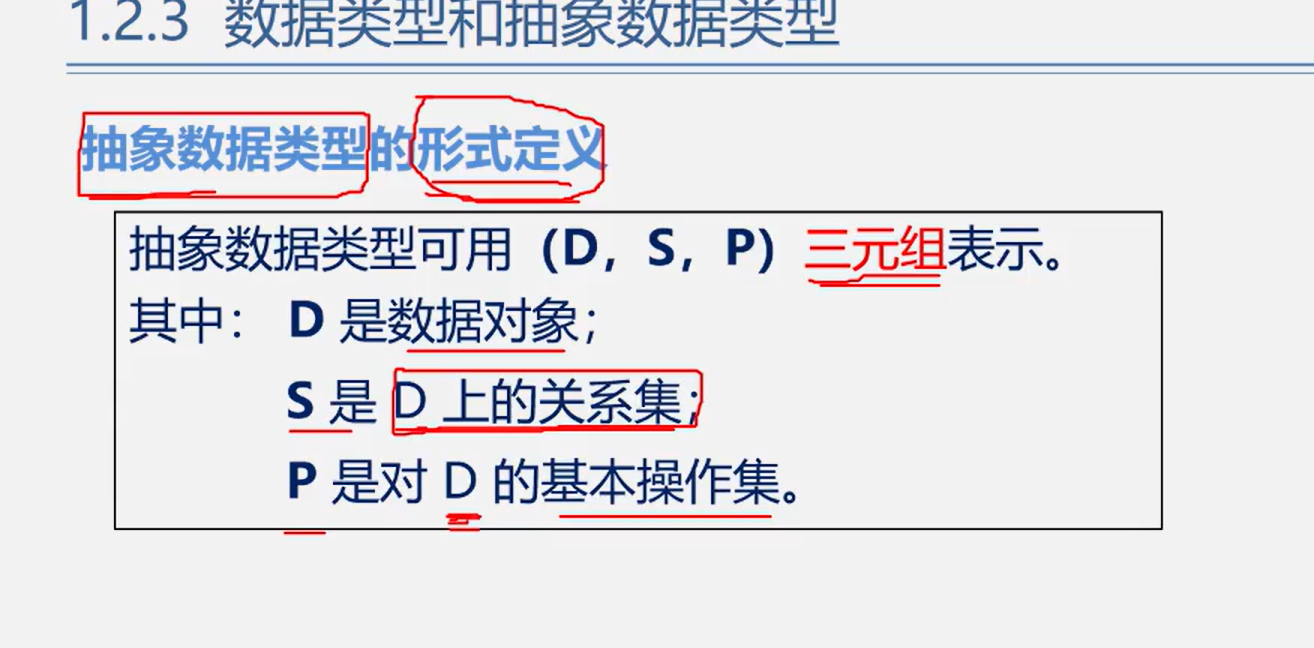 1.2.3 数据类型和抽象数据类型
抽象数据类型的形式定义
抽象数据类型可用（D，S，P）三元组表示。
其中： D 是数据对象；
S 是 D 上的关系集；
P 是对 D 的基本操作集。